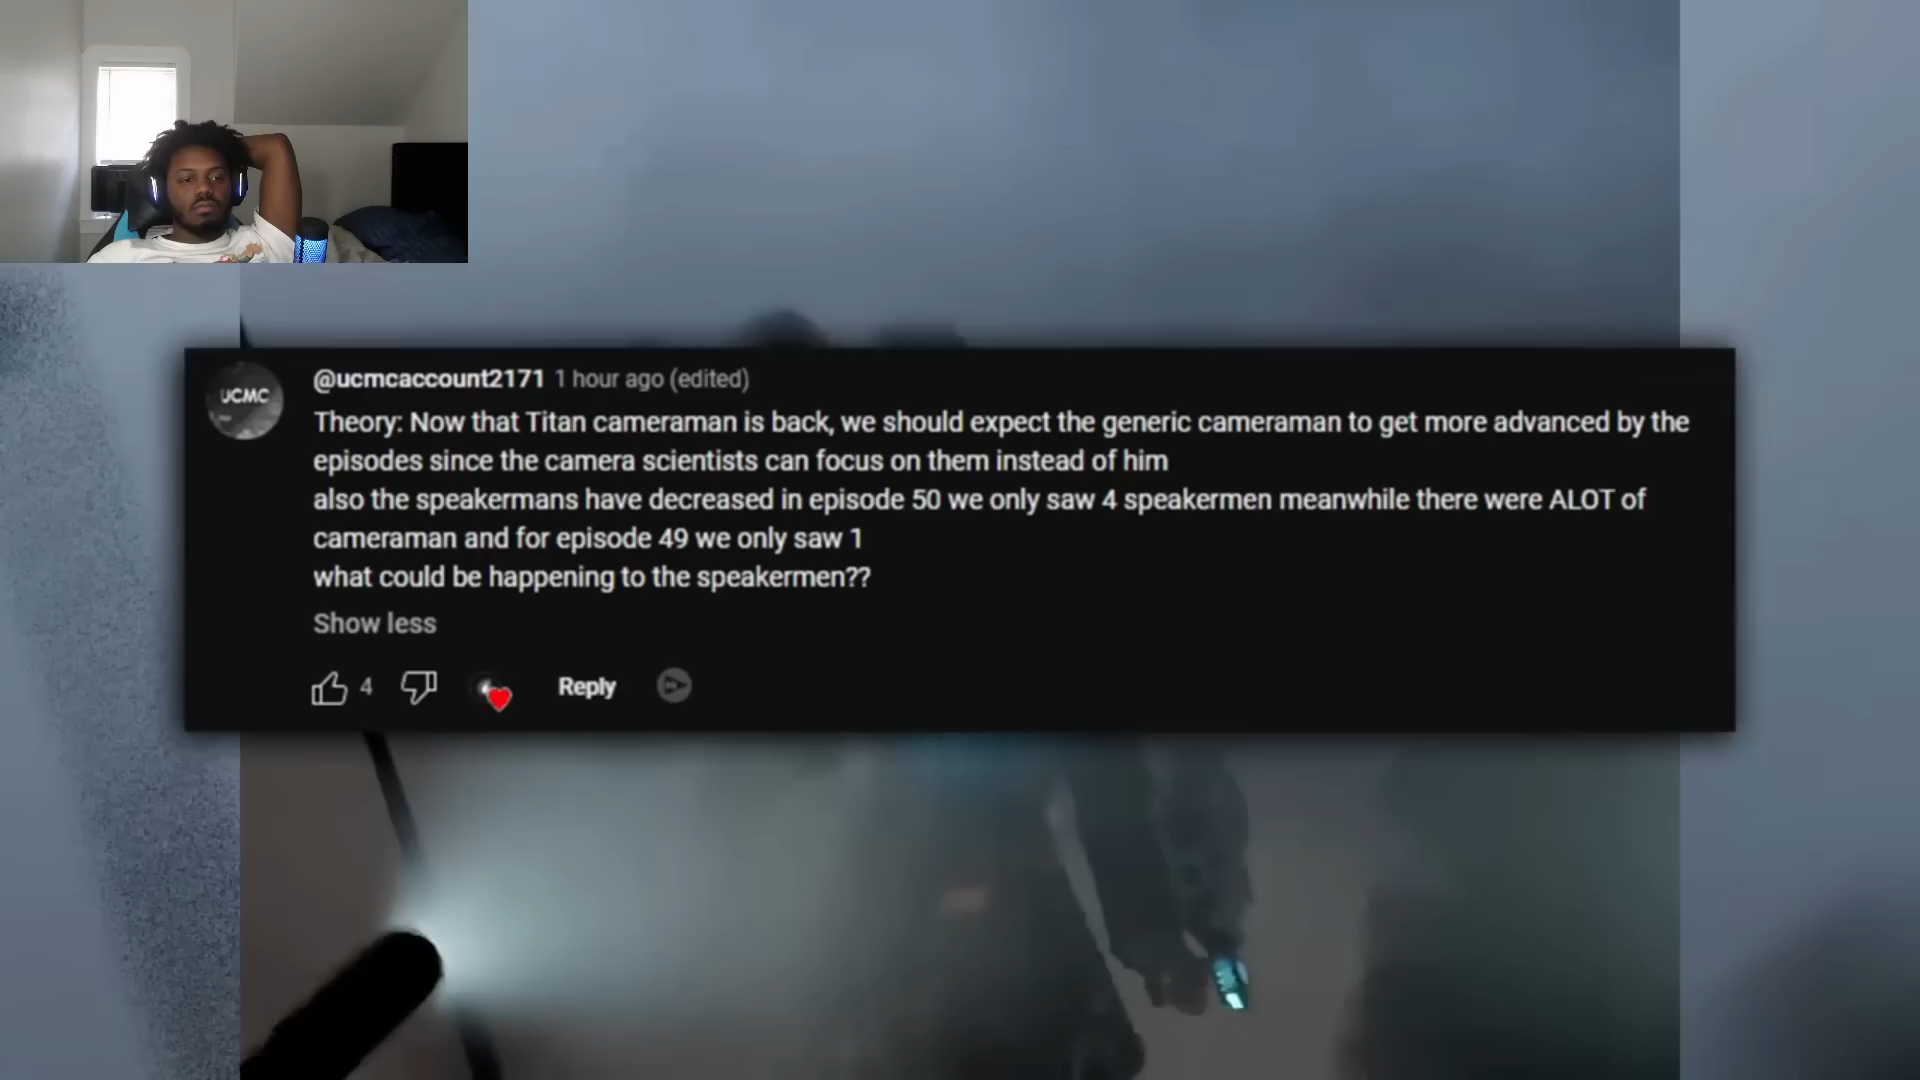 UCMC
@ucmcaccount2171 1 hour ago (edited)
Theory: Now that Titan cameraman is back, we should expect the generic cameraman to get more advanced by the
episodes since the camera scientists can focus on them instead of him
also the speakermans have decreased in episode 50 we only saw 4 speakermen meanwhile there were ALOT of
cameraman and for episode 49 we only saw 1
what could be happening to the speakermen??
Show less
4 Reply